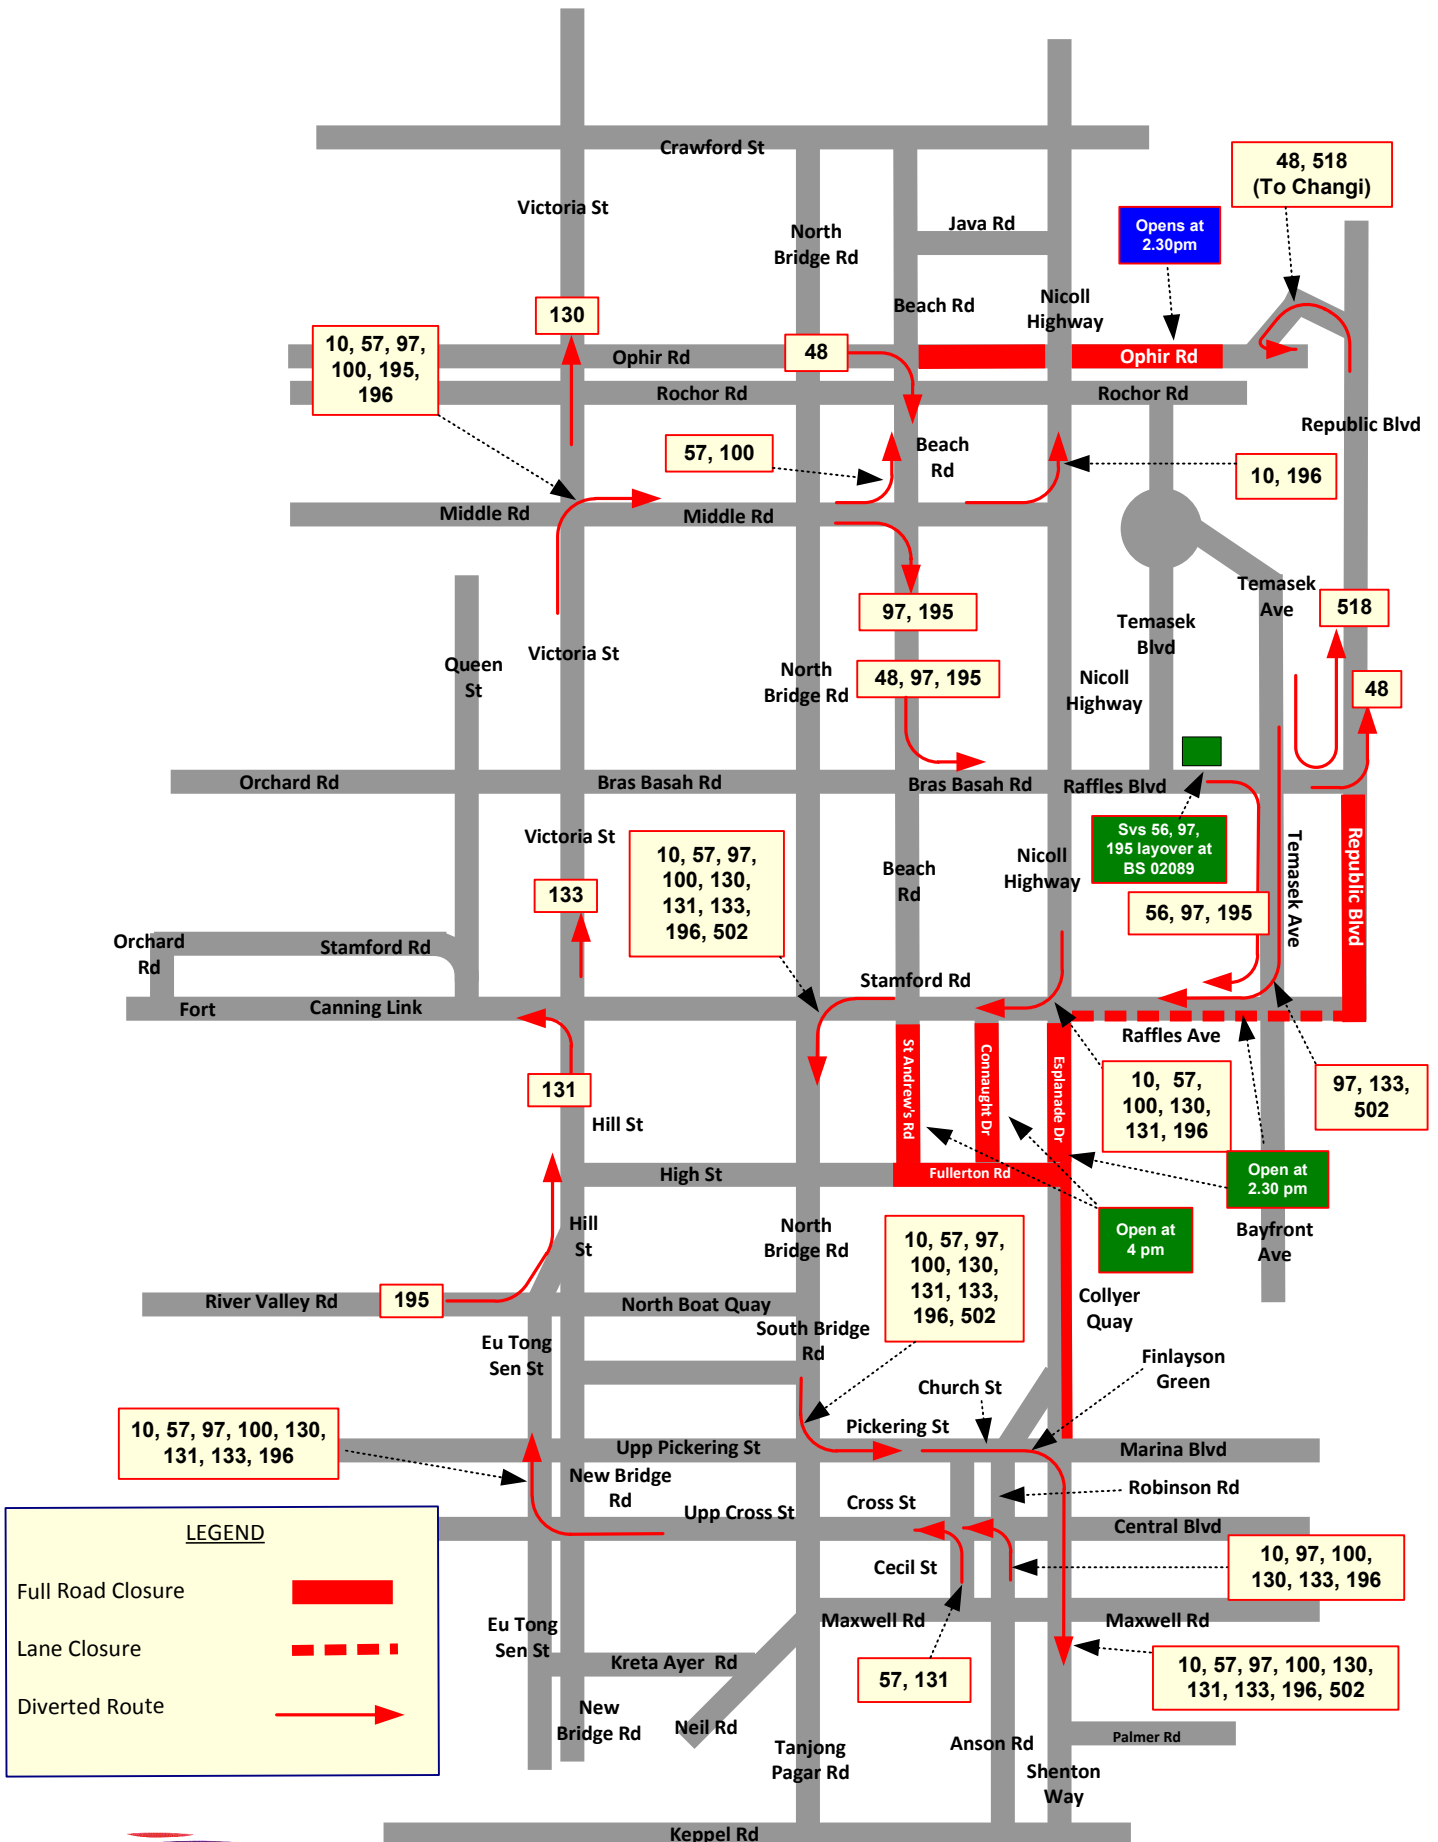 Crawford St
48, 518
(To Changi)
Victoria St
Java Rd
Opens at
2.30pm
North
Bridge Rd
Beach Rd
Nicoll
Highway
130
10, 57, 97,
100, 195,
196
Ophir Rd
48
Ophir Rd
Rochor Rd
Rochor Rd
Republic Blvd
57, 100
Beach
Rd
10, 196
Middle Rd
Middle Rd
Temasek
Ave
518
97, 195
Temasek
Blvd
Queen
St
Victoria St
North
Bridge Rd
48, 97, 195
Nicoll
Highway
48
Orchard Rd
Bras Basah Rd
Bras Basah Rd
Raffles Blvd
Victoria St
10, 57, 97,
100, 130,
131, 133,
196, 502
Beach
Rd
Nicoll
Highway
Svs 56, 97,
195 layover at
BS 02089
Temasek Ave
Republic Blvd
133
56, 97, 195
Orchard
Rd
Stamford Rd
Stamford Rd
Fort
Canning Link
Raffles Ave
St Andrew's Rd
Connaught Dr
Esplanade Dr
131
10, 57,
100, 130,
131, 196
97, 133,
502
Hill St
High St
Fullerton Rd
Open at
2.30 pm
Hill
St
North
Bridge Rd
10, 57, 97,
100, 130,
131, 133,
196, 502
Open at
4 pm
Bayfront
Ave
River Valley Rd
195
North Boat Quay
Collyer
Quay
Eu Tong
Sen St
South Bridge
Rd
Finlayson
Green
Church St
10, 57, 97, 100, 130,
131, 133, 196
Pickering St
Upp Pickering St
Marina Blvd
New Bridge
Rd
Robinson Rd
Upp Cross St
Cross St
Central Blvd
LEGEND
Full Road Closure
Lane Closure
Diverted Route
Cecil St
10, 97, 100,
130, 133, 196
Eu Tong
Sen St
Maxwell Rd
Maxwell Rd
Kreta Ayer Rd
57, 131
10, 57, 97, 100, 130,
131, 133, 196, 502
New
Bridge Rd
Neil Rd
Tanjong
Pagar Rd
Anson Rd
Palmer Rd
Shenton
Way
Keppel Rd